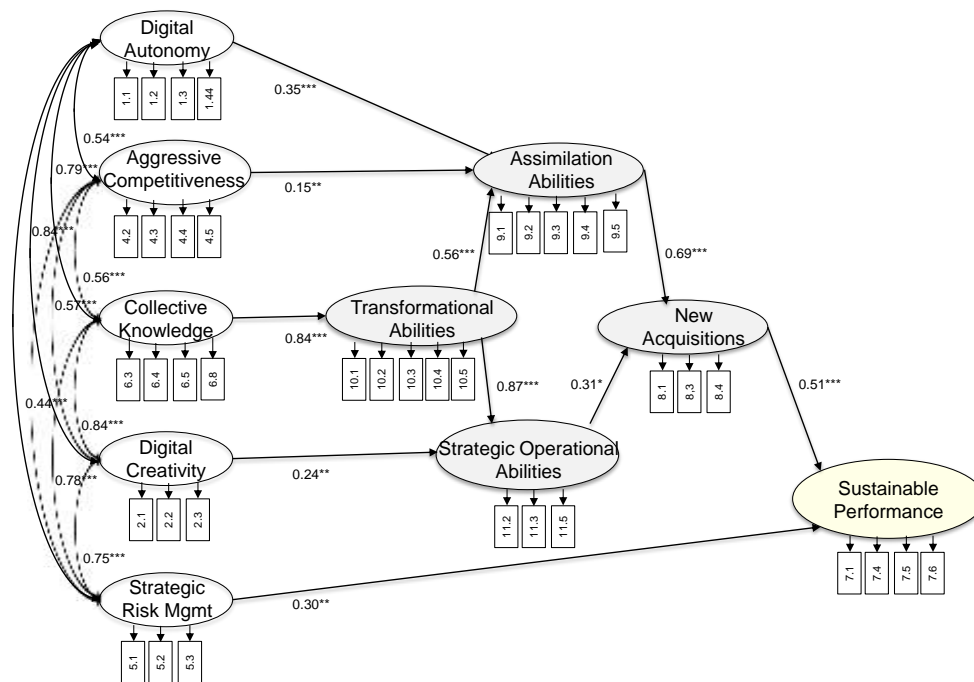 Digital
Autonomy
1.1
1.2
1.3
1.44
0.35***
0.54***
0.79***
0.84***
Aggressive
Competitiveness
0.15**
4.2
4.3
4.4
4.5
Assimilation
Abilities
9.1
9.2
9.3
9.4
9.5
0.56***
0.69***
0.56***
0.57***
Collective
Knowledge
0.84***
6.3
6.4
6.5
6.8
Transformational
Abilities
10.1
10.2
10.3
10.4
10.5
New
Acquisitions
8.1
8,3
8.4
0.87***
0.31*
0.51***
0.44***
0.84***
0.78***
Digital
Creativity
0.24**
2.1
2.2
2.3
Strategic Operational
Abilities
11.2
11.3
11.5
Sustainable
Performance
7.1
7.4
7.5
7.6
0.75***
Strategic
Risk Mgmt
0.30**
5.1
5.2
5.3